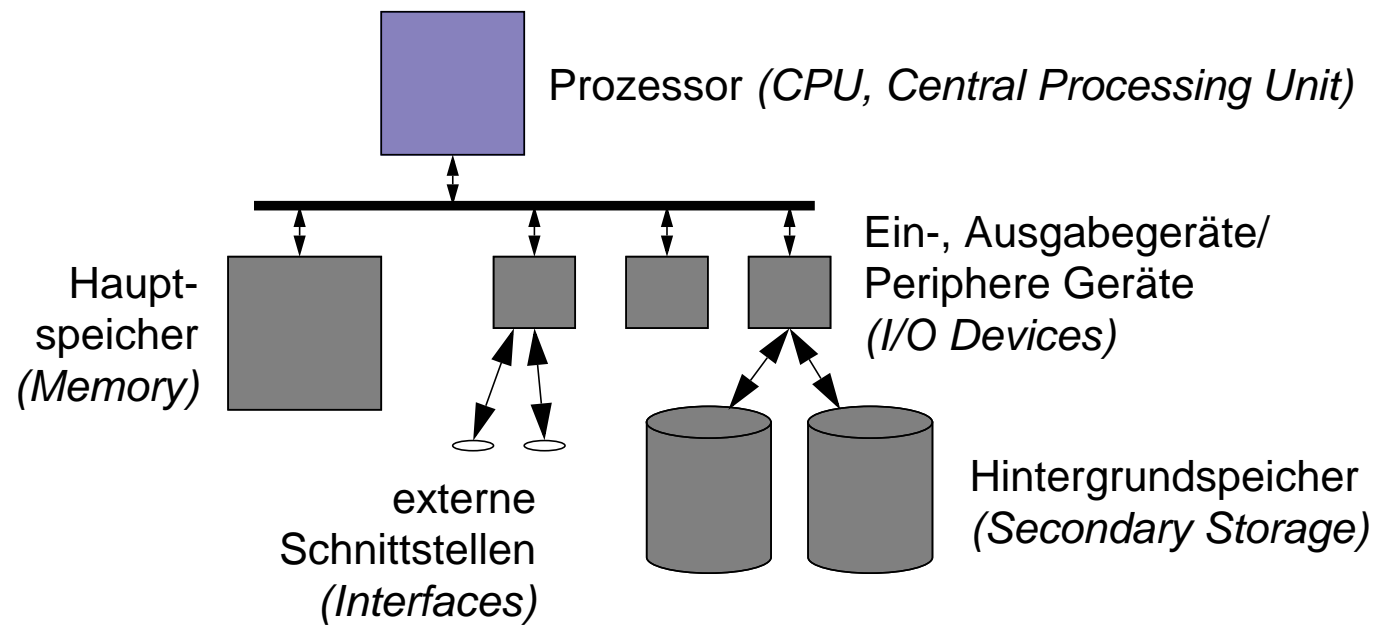 Prozessor (CPU, Central Processing Unit)
Ein-, Ausgabegeräte/
Periphere Geräte
(I/O Devices)
Haupt-
speicher
(Memory)
externe
Schnittstellen
(Interfaces)
Hintergrundspeicher
(Secondary Storage)